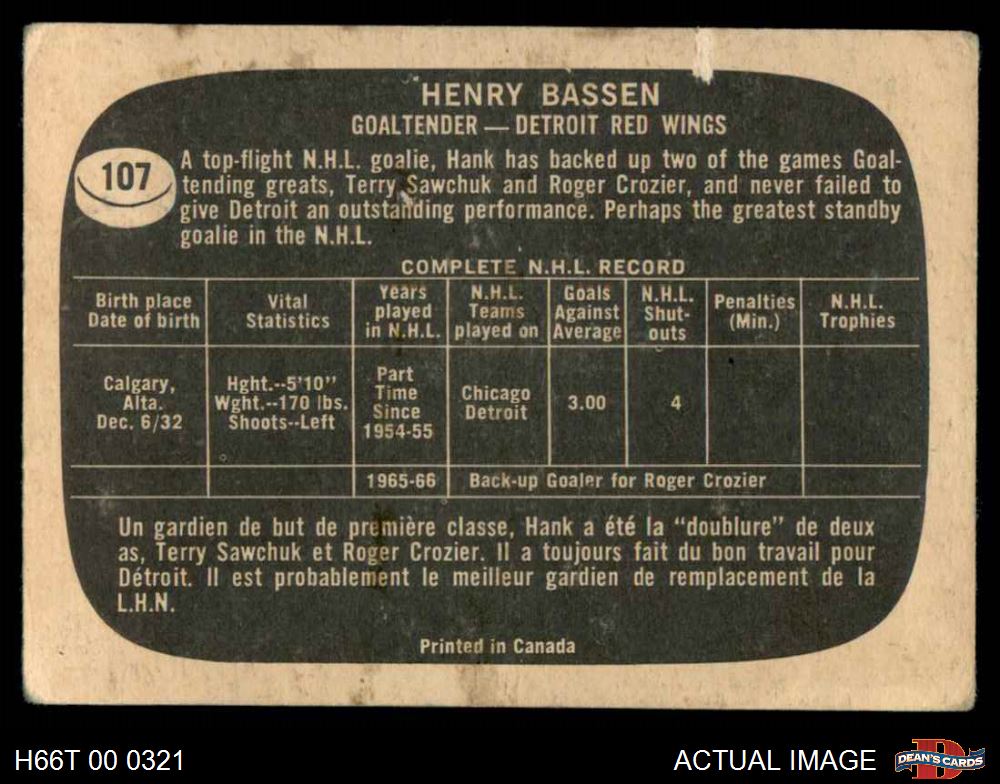 HENRY BASSEN
GOALTENDER — DETROIT RED WINGS
107
A top-flight N.H.L. goalie, Hank has backed up two of the games Goal-
tending greats, Terry Sawchuk and Roger Crozier, and never failed to
give Detroit an outstanding performance. Perhaps the greatest standby
goalie in the N.H.L.
COMPLETE N.H.L. RECORD
Birth place
Date of birth
Vital
Statistics
Years
played
in N.H.L.
N.H.L.
Teams
played on
Goals
Against
Average
N.H.L.
Shut-
outs
Penalties
(Min.)
N.H.L.
Trophies
Calgary,
Alta.
Dec. 6/32
Hght.--5'10"
Wght.--170 lbs.
Shoots--Left
Part
Time
Since
1954-55
Chicago
Detroit
3.00
4
1965-66
Back-up Goaler for Roger Crozier
Un gardien de but de première classe, Hank a été la "doublure" de deux
as, Terry Sawchuk et Roger Crozier. Il a toujours fait du bon travail pour
Détroit. Il est probablement le meilleur gardien de remplacement de la
L.H.N.
Printed in Canada
H66T 00 0321
ACTUAL IMAGE
D
DEAN'S CARDS